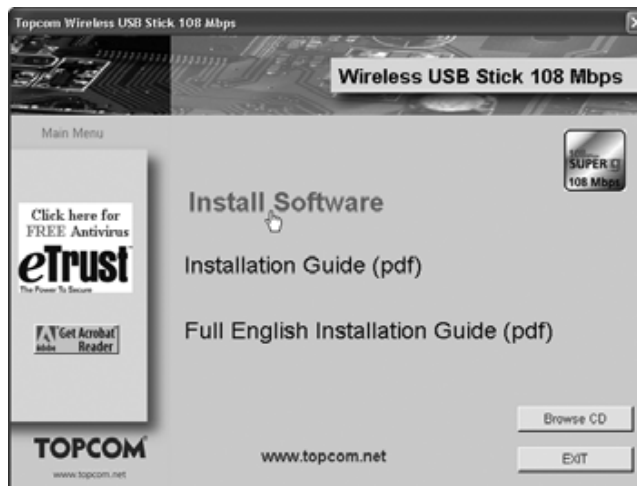 Topcom Wireless USB Stick 108 Mbps
Wireless USB Stick 108 Mbps
Main Menu
SUPER G
108 Mbps
Install Software
Click here for
FREE Antivirus
eTrust™
The Power To Secure
Installation Guide (pdf)
Get Acrobat®
Adobe Reader
Full English Installation Guide (pdf)
Browse CD
TOPCOM®
www.topcom.net
www.topcom.net
EXIT